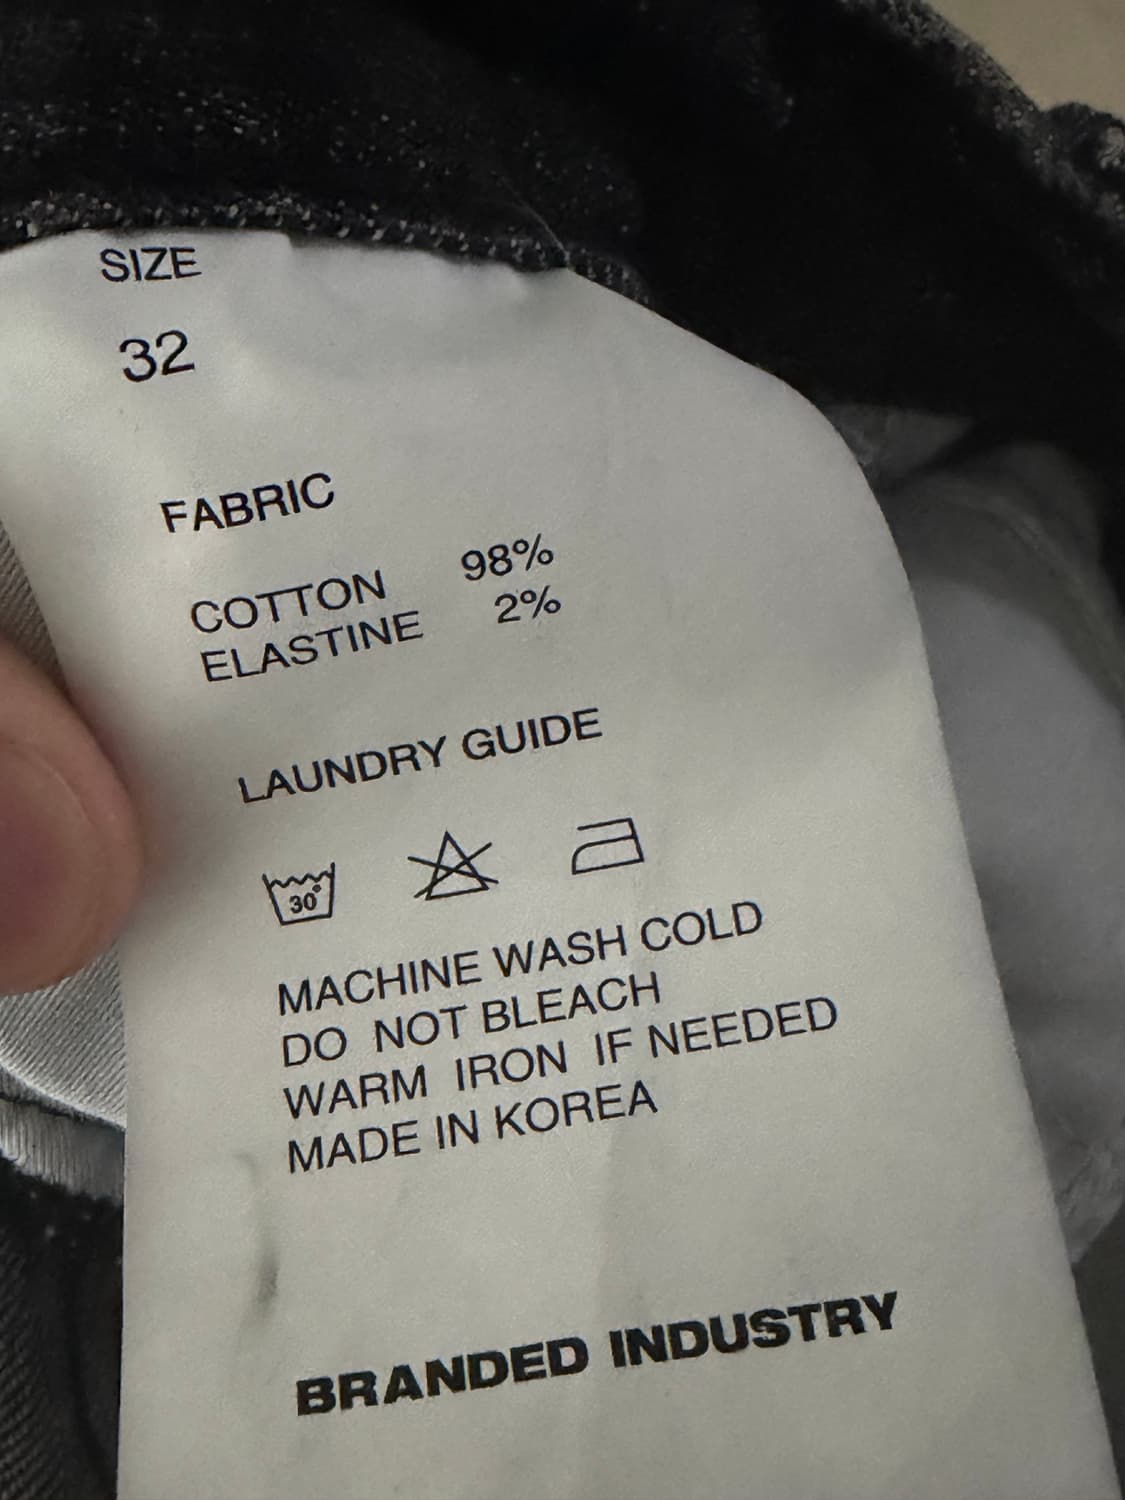 SIZE
32
FABRIC
COTTON 98%
ELASTINE 2%
LAUNDRY GUIDE
30°
MACHINE WASH COLD
DO NOT BLEACH
WARM IRON IF NEEDED
MADE IN KOREA
BRANDED INDUSTRY